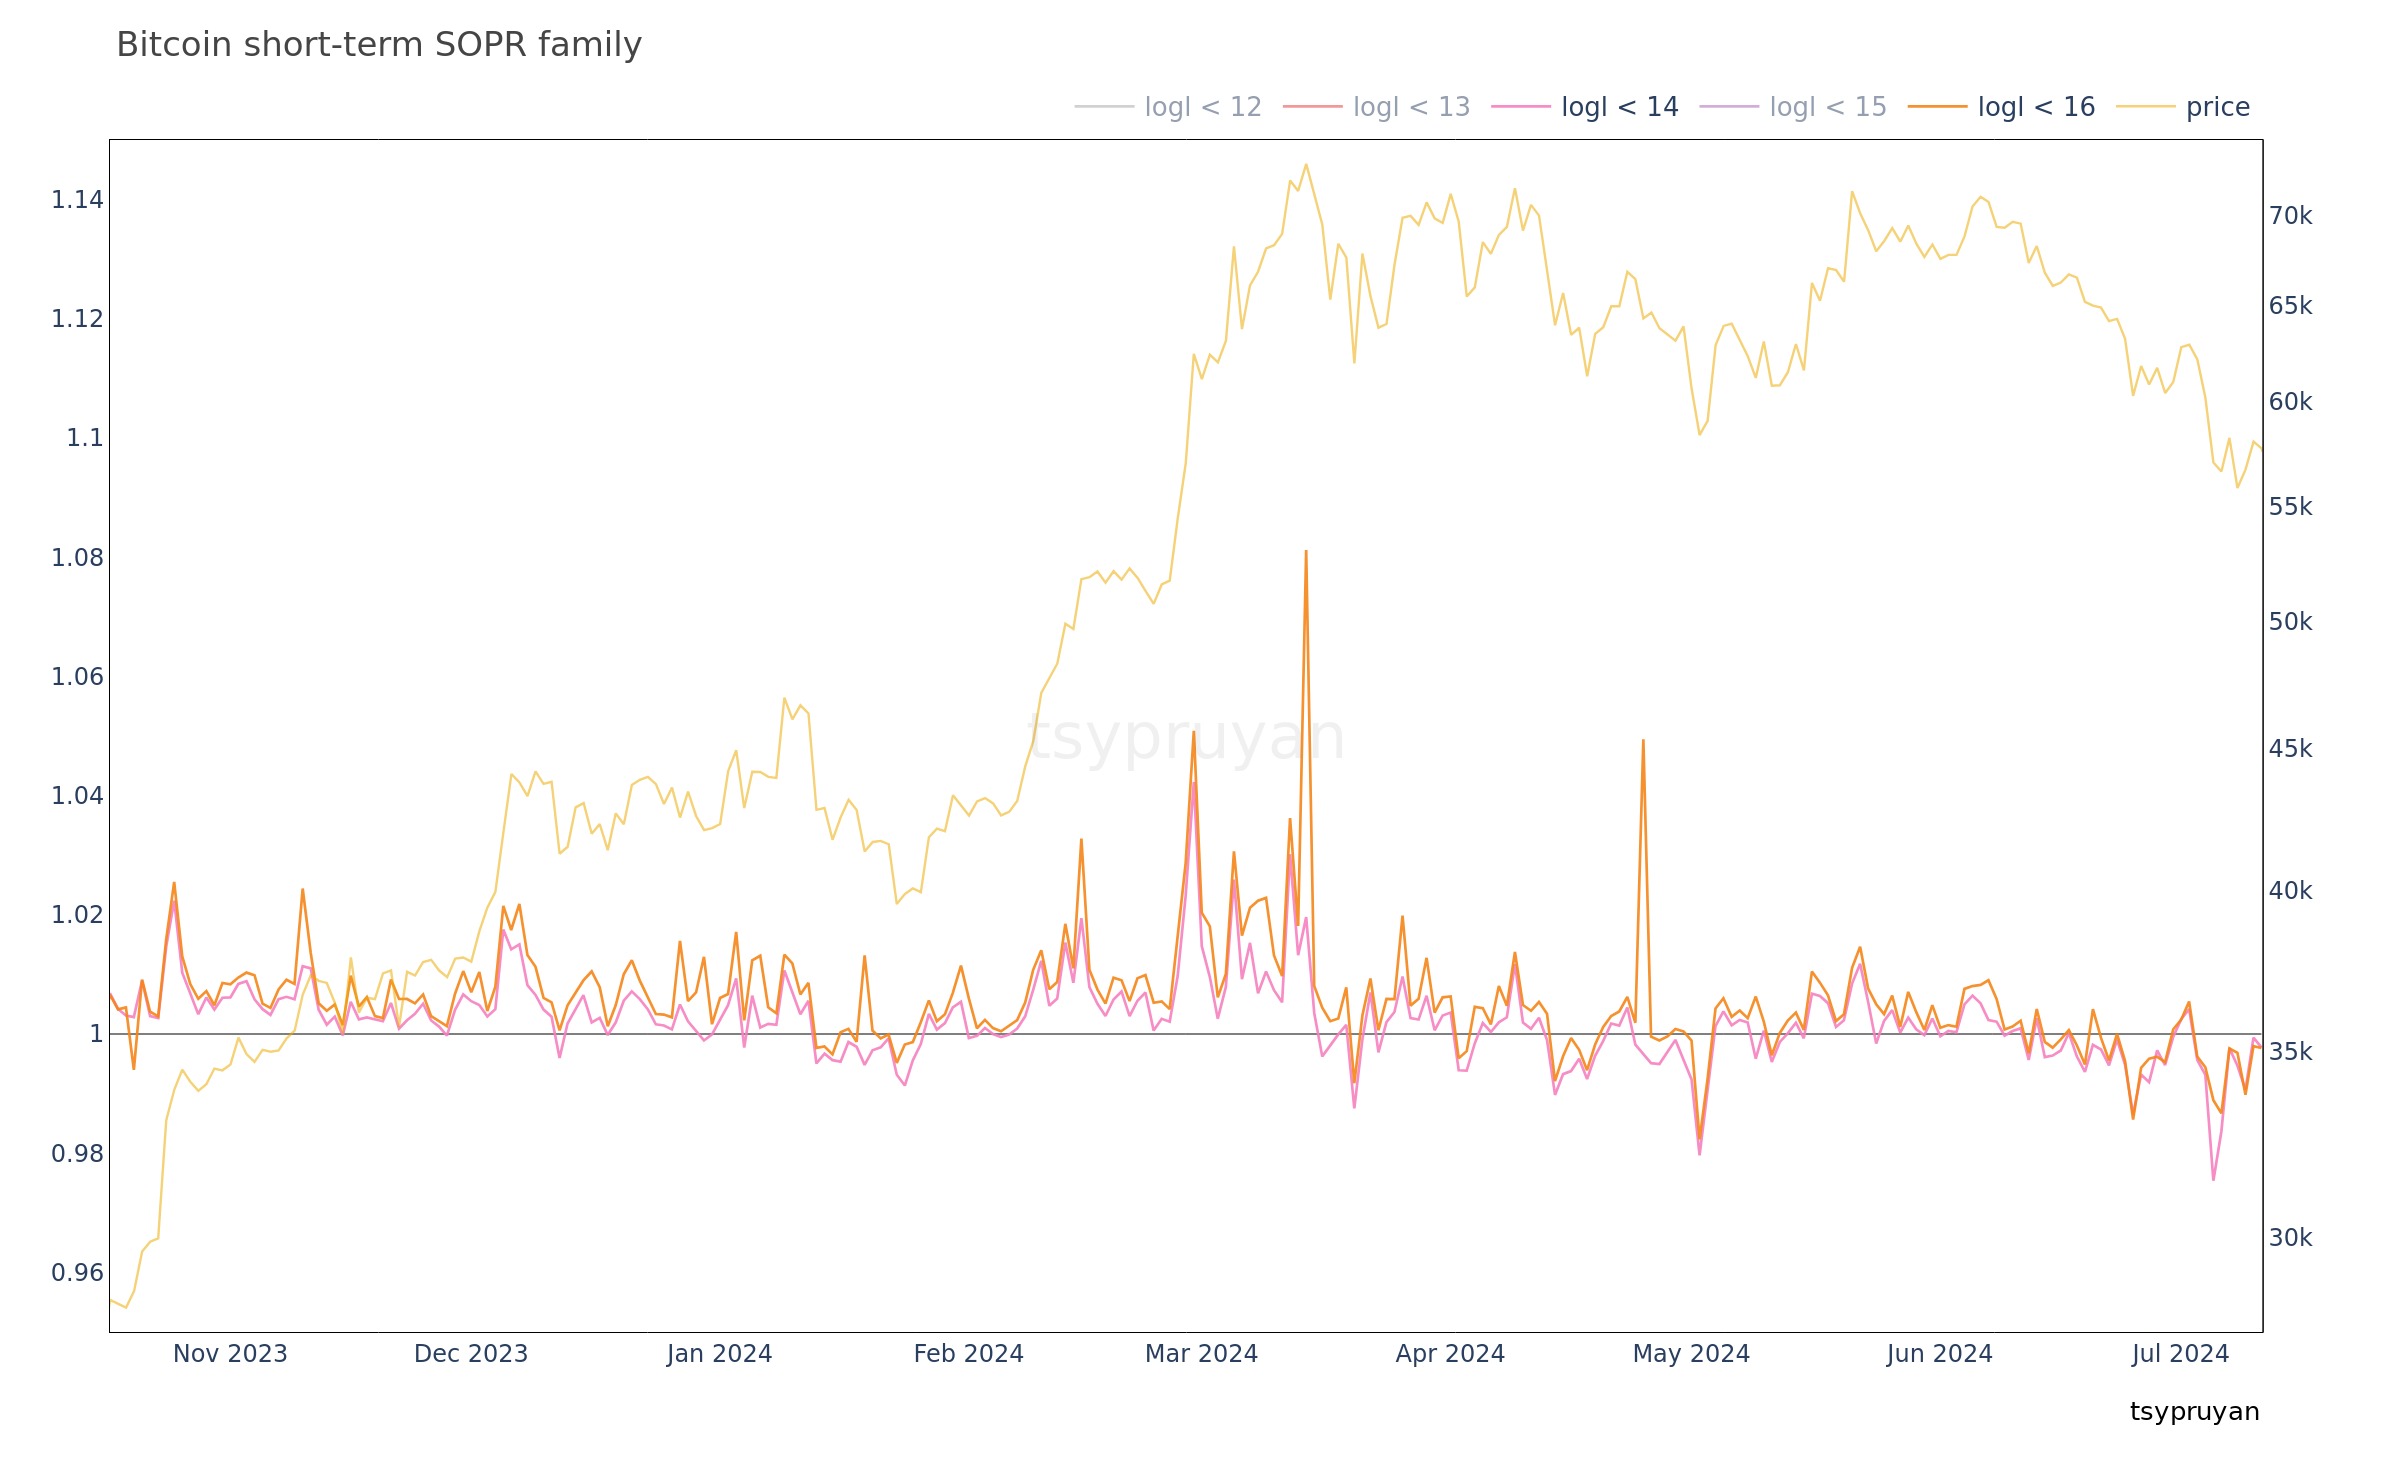 Bitcoin short-term SOPR family
logl < 12 logl < 13 logl < 14 logl < 15 logl < 16 price
1.14
1.12
1.1
1.08
1.06
1.04
1.02
1
0.98
0.96
70k
65k
60k
55k
50k
45k
40k
35k
30k
tsypruyan
Nov 2023 Dec 2023 Jan 2024 Feb 2024 Mar 2024 Apr 2024 May 2024 Jun 2024 Jul 2024
tsypruyan